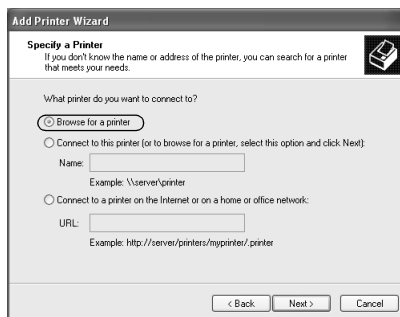 Add Printer Wizard
Specify a Printer
If you don't know the name or address of the printer, you can search for a printer
that meets your needs.
What printer do you want to connect to?
Browse for a printer
Connect to this printer (or to browse for a printer, select this option and click Next):
Name:
Example: \\server\printer
Connect to a printer on the Internet or on a home or office network:
URL:
Example: http://server/printers/myprinter/.printer
< Back
Next >
Cancel